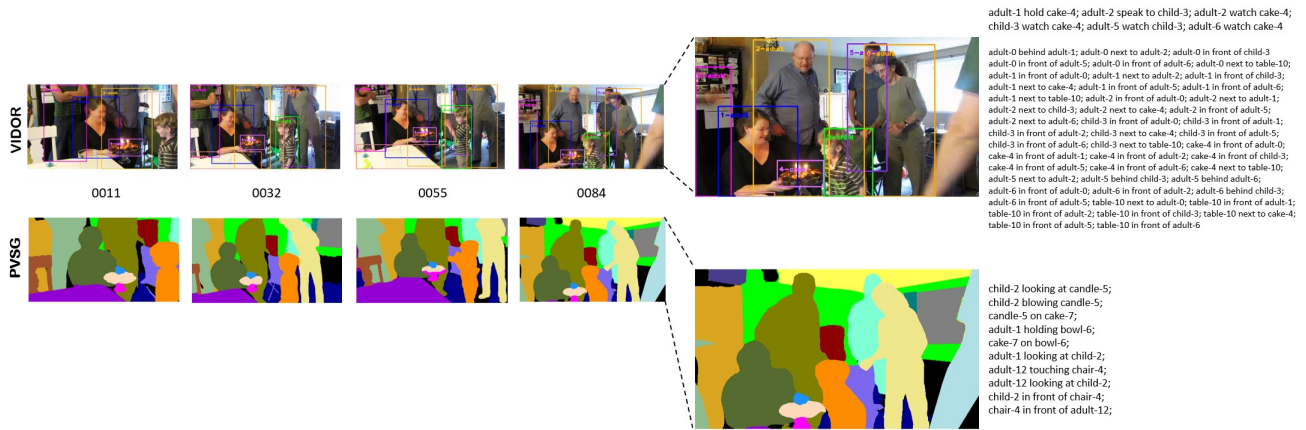 VIDOR
0011
0032
0055
0084
PVSG
2-adult
1-adult
adult-1 hold cake-4; adult-2 speak to child-3; adult-2 watch cake-4;
child-3 watch cake-4; adult-5 watch child-3; adult-6 watch cake-4
adult-0 behind adult-1; adult-0 next to adult-2; adult-0 in front of child-3
adult-0 in front of adult-5; adult-0 in front of adult-6; adult-0 next to table-10;
adult-1 in front of adult-0; adult-1 next to adult-2; adult-1 in front of child-3;
adult-1 next to cake-4; adult-1 in front of adult-5; adult-1 in front of adult-6;
adult-1 next to table-10; adult-2 in front of adult-0; adult-2 next to adult-1;
adult-2 next to child-3; adult-2 next to cake-4; adult-2 in front of adult-5;
adult-2 next to adult-6; child-3 in front of adult-0; child-3 in front of adult-1;
child-3 in front of adult-2; child-3 next to cake-4; child-3 in front of adult-5;
child-3 in front of adult-6; child-3 next to table-10; cake-4 in front of adult-0;
cake-4 in front of adult-1; cake-4 in front of adult-2; cake-4 in front of child-3;
cake-4 in front of adult-5; cake-4 in front of adult-6; cake-4 next to table-10;
adult-5 next to adult-2; adult-5 behind child-3; adult-5 behind adult-6;
adult-6 in front of adult-0; adult-6 in front of adult-2; adult-6 behind child-3;
adult-6 in front of adult-5; table-10 next to adult-0; table-10 in front of adult-1;
table-10 in front of adult-2; table-10 in front of child-3; table-10 next to cake-4;
table-10 in front of adult-5; table-10 in front of adult-6
child-2 looking at candle-5;
child-2 blowing candle-5;
candle-5 on cake-7;
adult-1 holding bowl-6;
cake-7 on bowl-6;
adult-1 looking at child-2;
adult-12 touching chair-4;
adult-12 looking at child-2;
child-2 in front of chair-4;
chair-4 in front of adult-12;